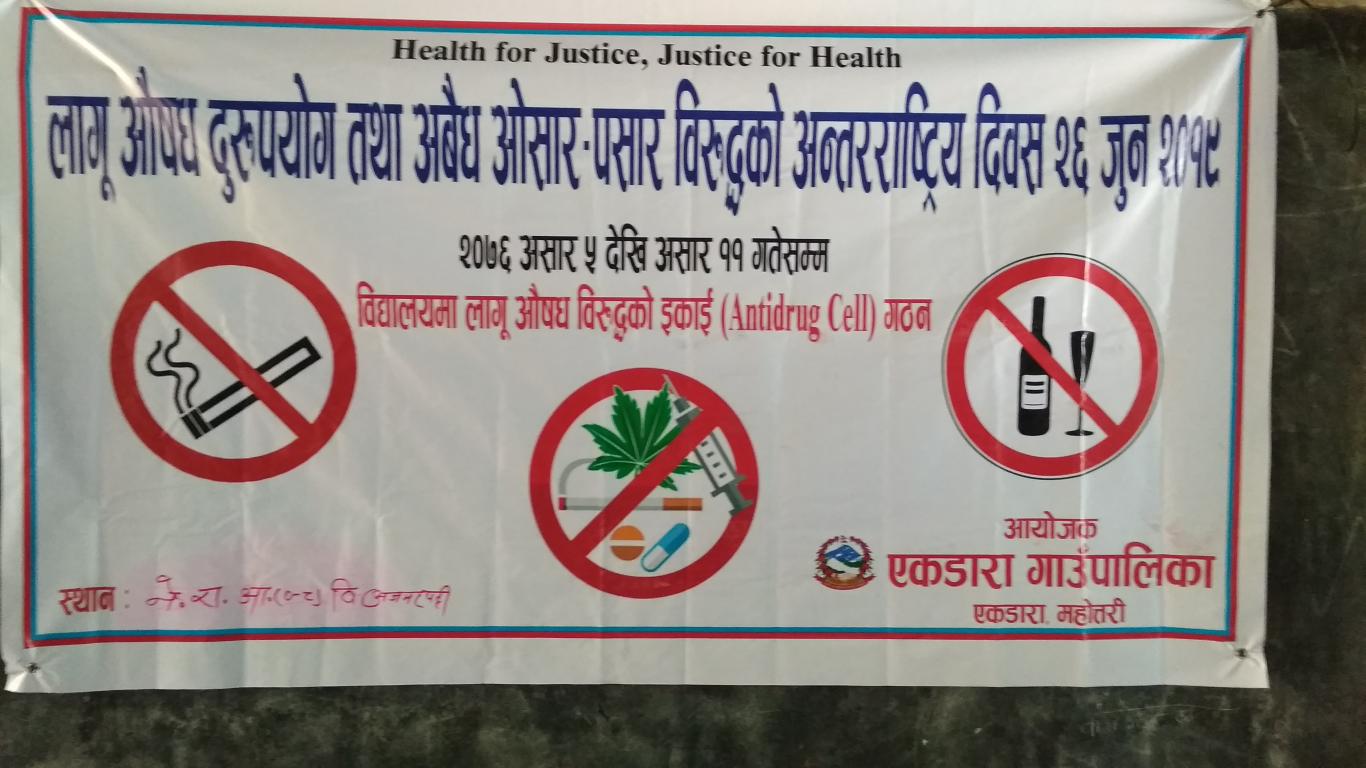 Health for Justice, Justice for Health
लागू औषध दुरुपयोग तथा अबैध ओसार-पसार विरुद्धको अन्तरराष्ट्रिय दिवस २६ जुन २०१९
२०७६ असार ५ देखि असार ११ गतेसम्म
विद्यालयमा लागू औषध विरुद्धको इकाई (Antidrug Cell) गठन
आयोजक
एकडारा गाउँपालिका
एकडारा, महोत्तरी
स्थान : ने. रा. आ. वि